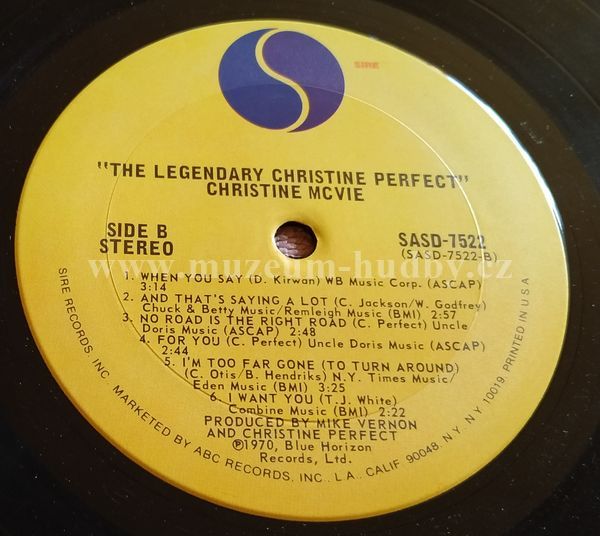 SIRE
"THE LEGENDARY CHRISTINE PERFECT"
CHRISTINE MCVIE
SIDE B
STEREO
SASD-7522
(SASD-7522-B)
www.muzeum-hudby.cz
1. WHEN YOU SAY (D. Kirwan) WB Music Corp. (ASCAP)
3:14
2. AND THAT'S SAYING A LOT (C. Jackson/W. Godfrey)
Chuck & Betty Music/Remleigh Music (BMI) 2:57
3. NO ROAD IS THE RIGHT ROAD (C. Perfect) Uncle
Doris Music (ASCAP) 2:48
4. FOR YOU (C. Perfect) Uncle Doris Music (ASCAP)
2:44
5. I'M TOO FAR GONE (TO TURN AROUND)
(C. Otis/B. Hendriks) N.Y. Times Music/
Eden Music (BMI) 3:25
6. I WANT YOU (T.J. White)
Combine Music (BMI) 2:22
PRODUCED BY MIKE VERNON
AND CHRISTINE PERFECT
℗1970, Blue Horizon
Records, Ltd.
SIRE RECORDS, INC. MARKETED BY ABC RECORDS, INC., L.A., CALIF. 90048, N.Y., N.Y. 10019. PRINTED IN U.S.A.